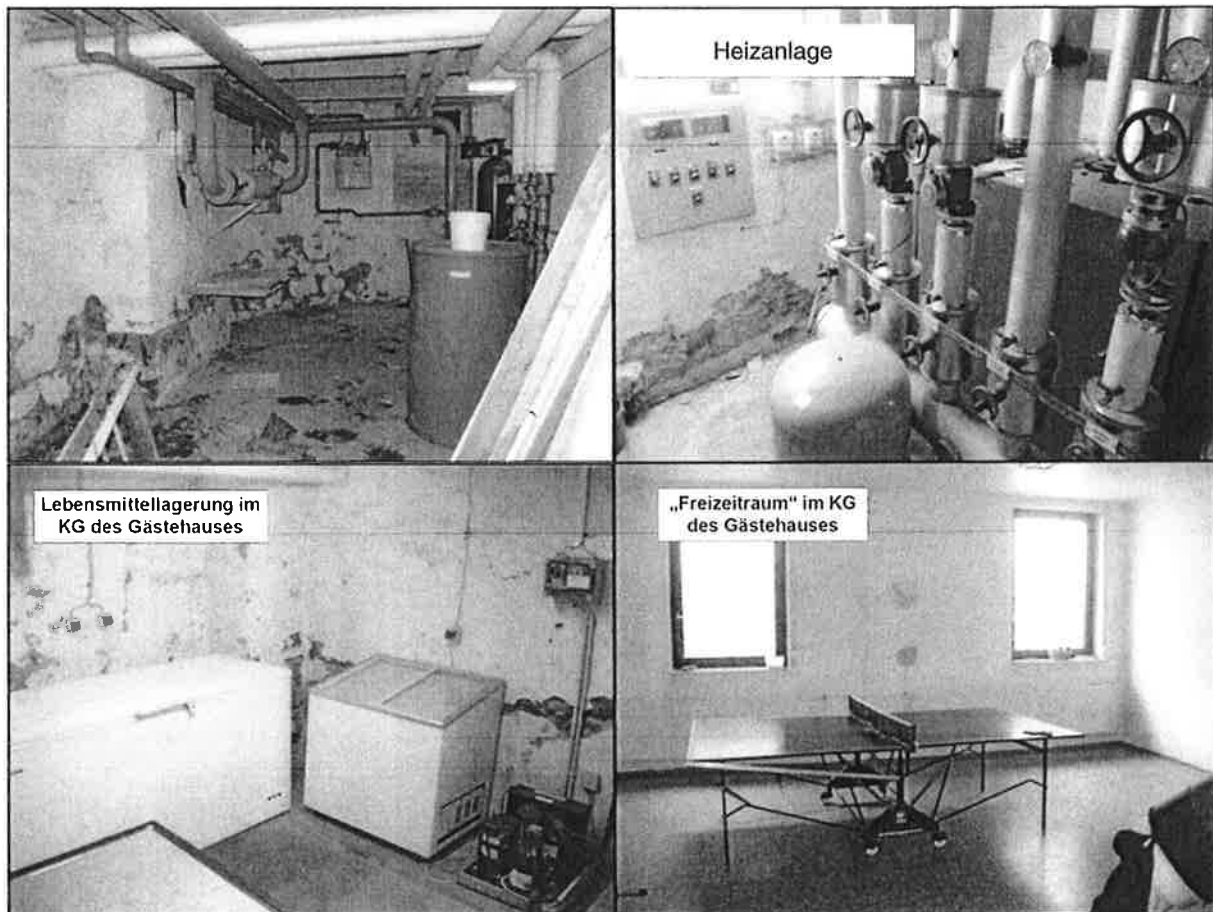 Heizanlage
Lebensmittellagerung im
KG des Gästehauses
„Freizeitraum“ im KG
des Gästehauses